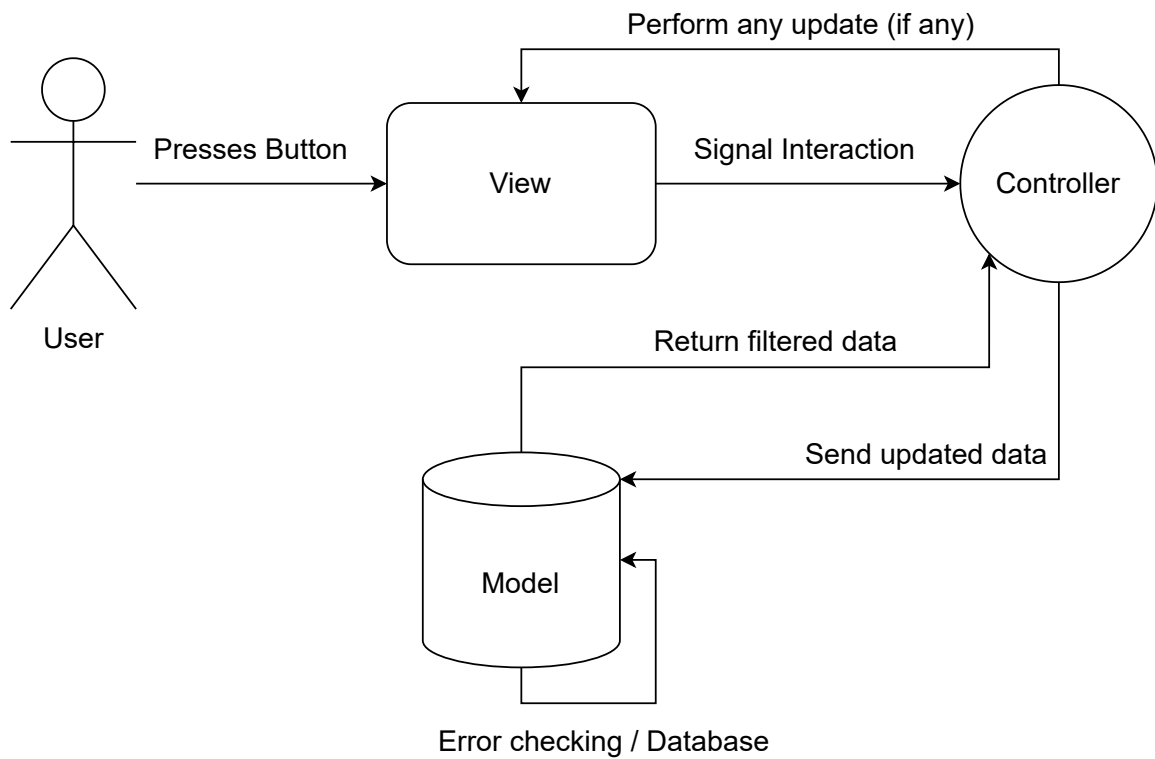 Perform any update (if any)
Presses Button
Signal Interaction
View
Controller
User
Return filtered data
Send updated data
Model
Error checking / Database